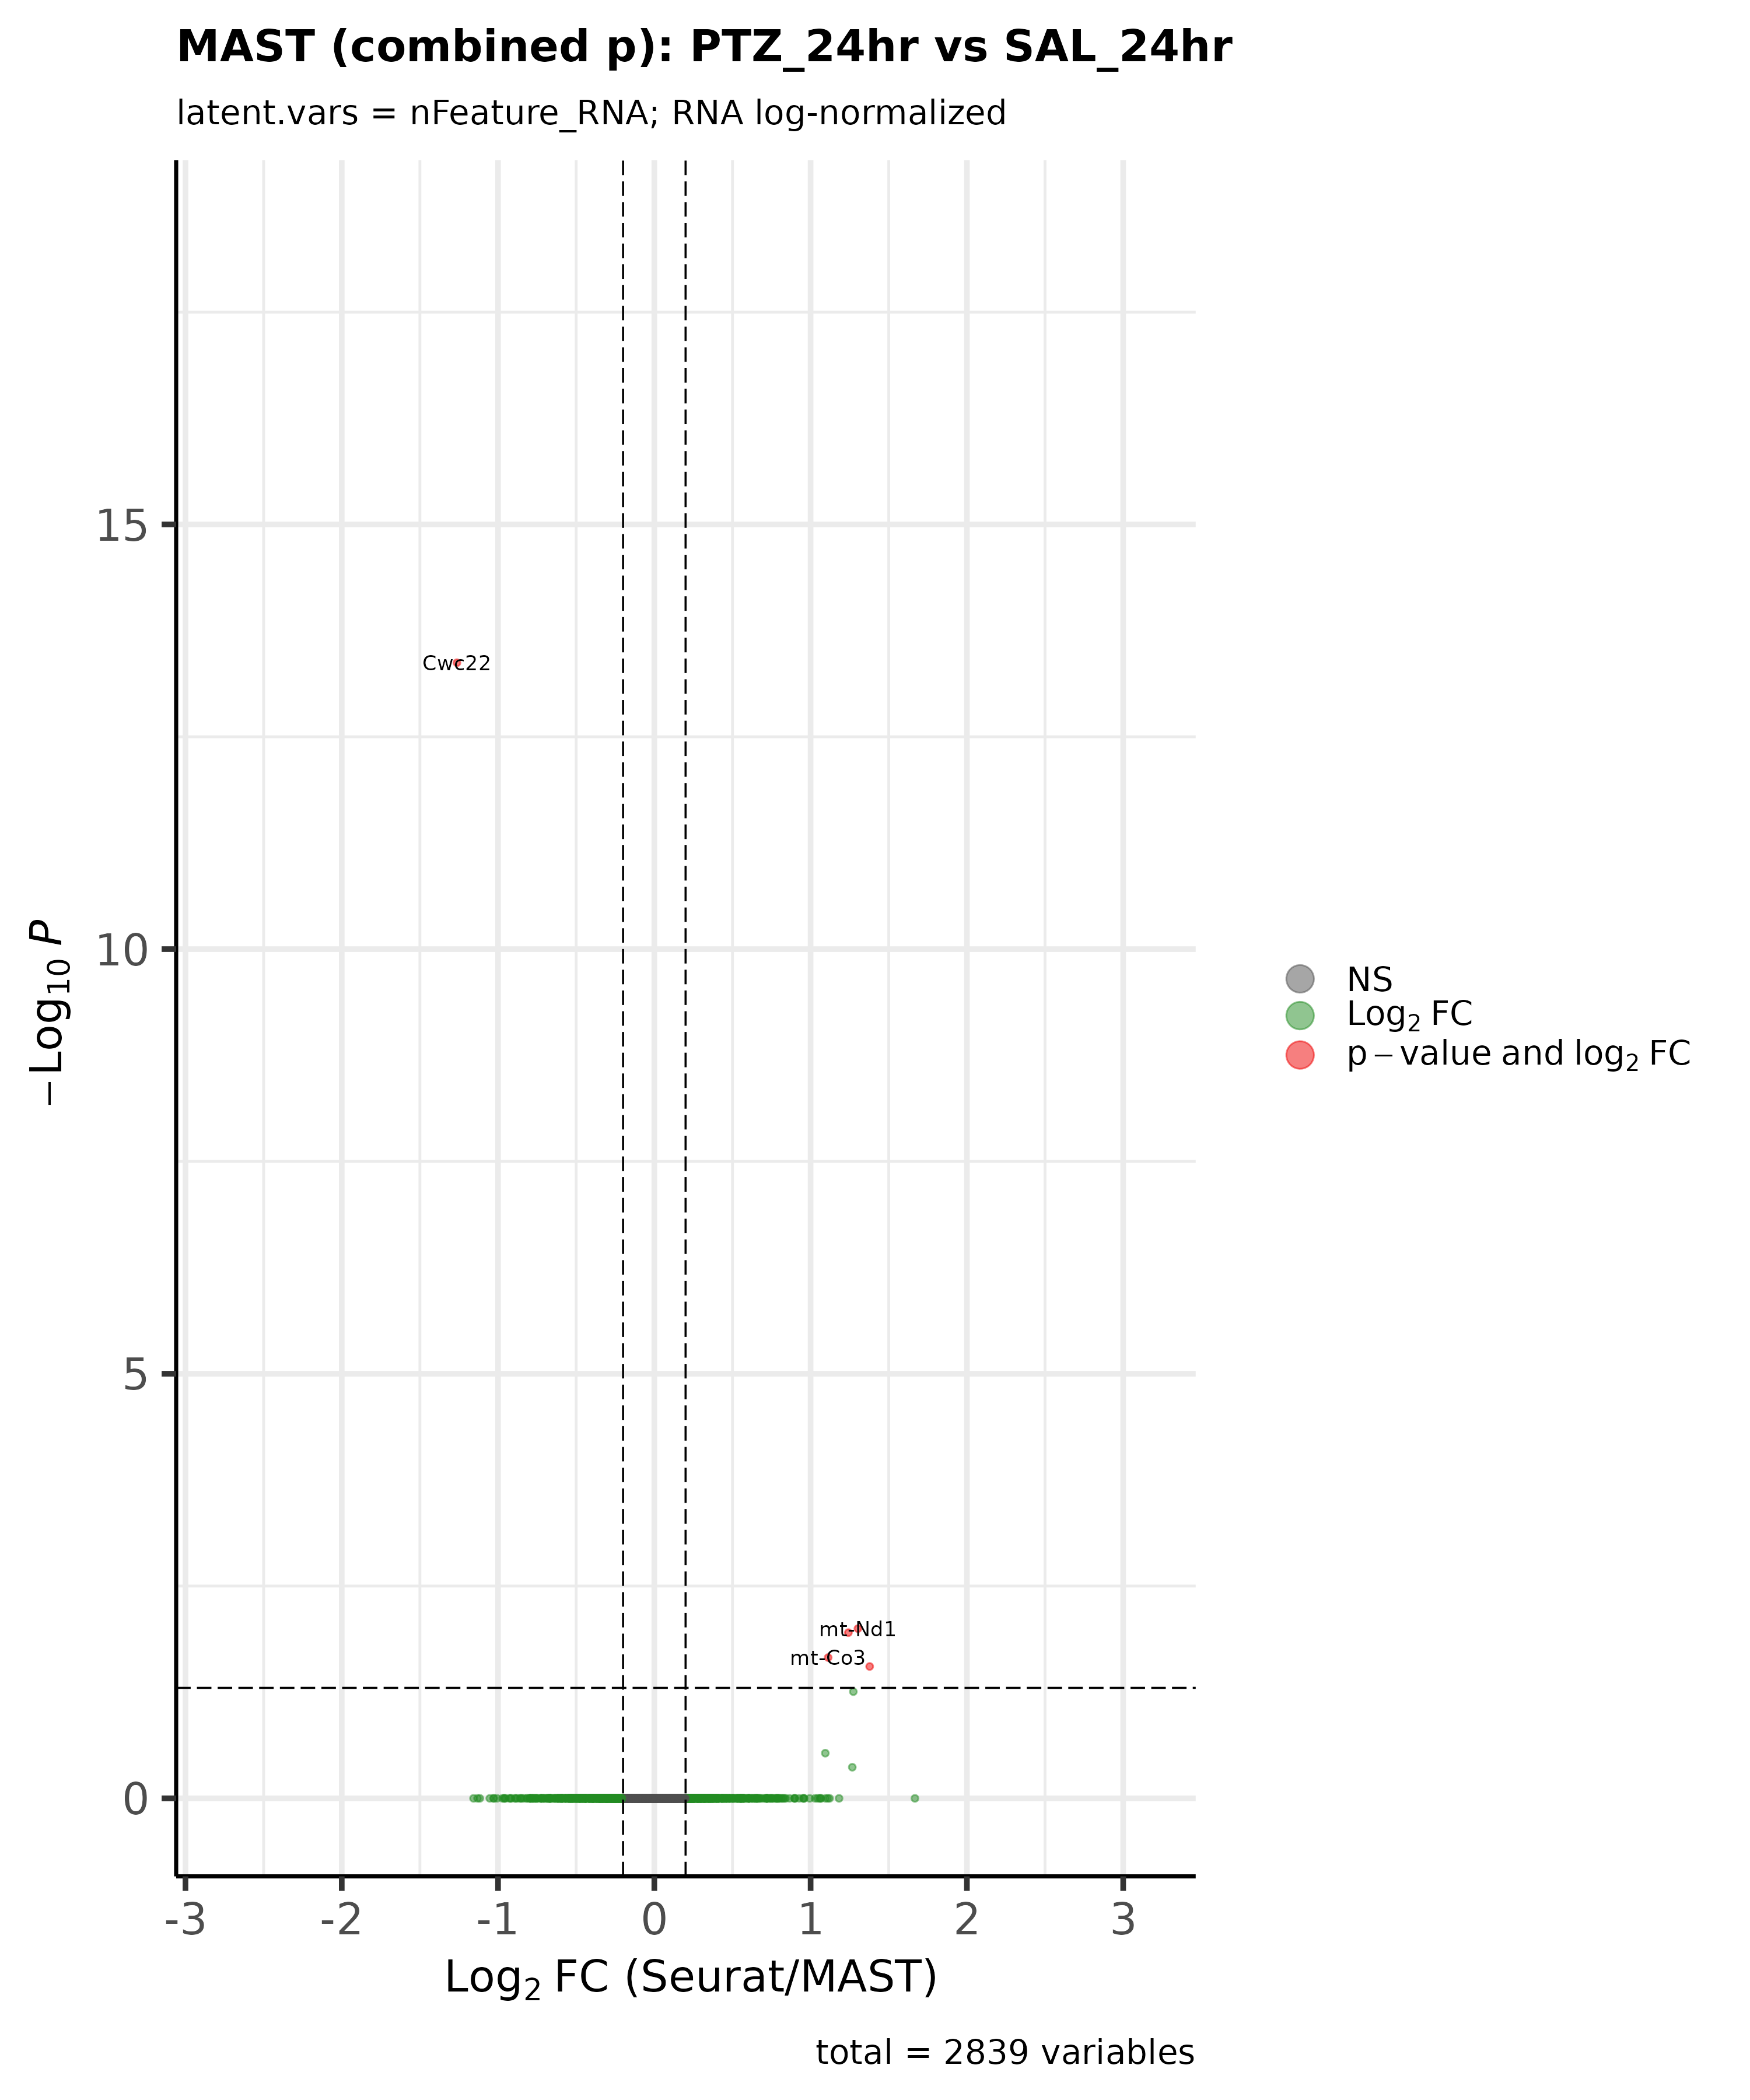 MAST (combined p): PTZ_24hr vs SAL_24hr
latent.vars = nFeature_RNA; RNA log-normalized
−Log₁₀ P
15
10
5
0
Cwc22
mt-Nd1
mt-Co3
-3 -2 -1 0 1 2 3
Log₂ FC (Seurat/MAST)
NS
Log₂ FC
p − value and log₂ FC
total = 2839 variables